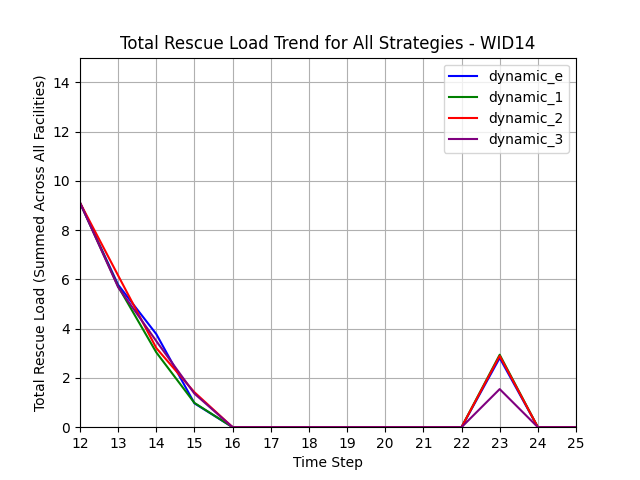 Total Rescue Load Trend for All Strategies - WID14
Total Rescue Load (Summed Across All Facilities)
14
12
10
8
6
4
2
0
dynamic_e
dynamic_1
dynamic_2
dynamic_3
12 13 14 15 16 17 18 19 20 21 22 23 24 25
Time Step